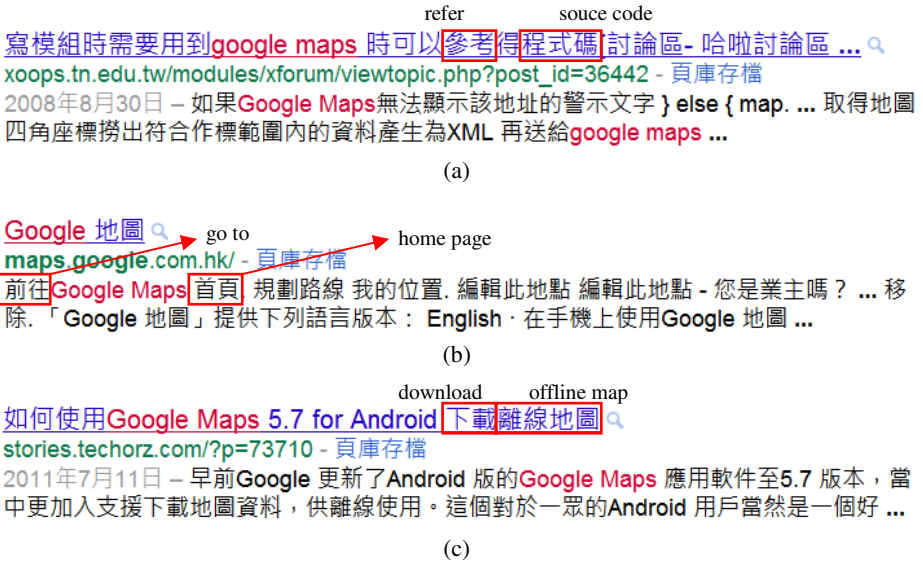 refer souce code
寫模組時需要用到google maps 時可以參考得程式碼討論區- 哈啦討論區 ...
xoops.tn.edu.tw/modules/xforum/viewtopic.php?post_id=36442 - 頁庫存檔
2008年8月30日 – 如果Google Maps無法顯示該地址的警示文字 } else { map. ... 取得地圖
四角座標撈出符合作標範圍內的資料產生為XML 再送給google maps ...
(a)
Google 地圖
go to home page
maps.google.com.hk/ - 頁庫存檔
前往Google Maps 首頁. 規劃路線 我的位置. 編輯此地點 編輯此地點 - 您是業主嗎？ ... 移
除. 「Google 地圖」提供下列語言版本： English · 在手機上使用Google 地圖 ...
(b)
download offline map
如何使用Google Maps 5.7 for Android 下載離線地圖
stories.techorz.com/?p=73710 - 頁庫存檔
2011年7月11日 – 早前Google 更新了Android 版的Google Maps 應用軟件至5.7 版本，當
中更加入支援下載地圖資料，供離線使用。這個對於一眾的Android 用戶當然是一個好 ...
(c)